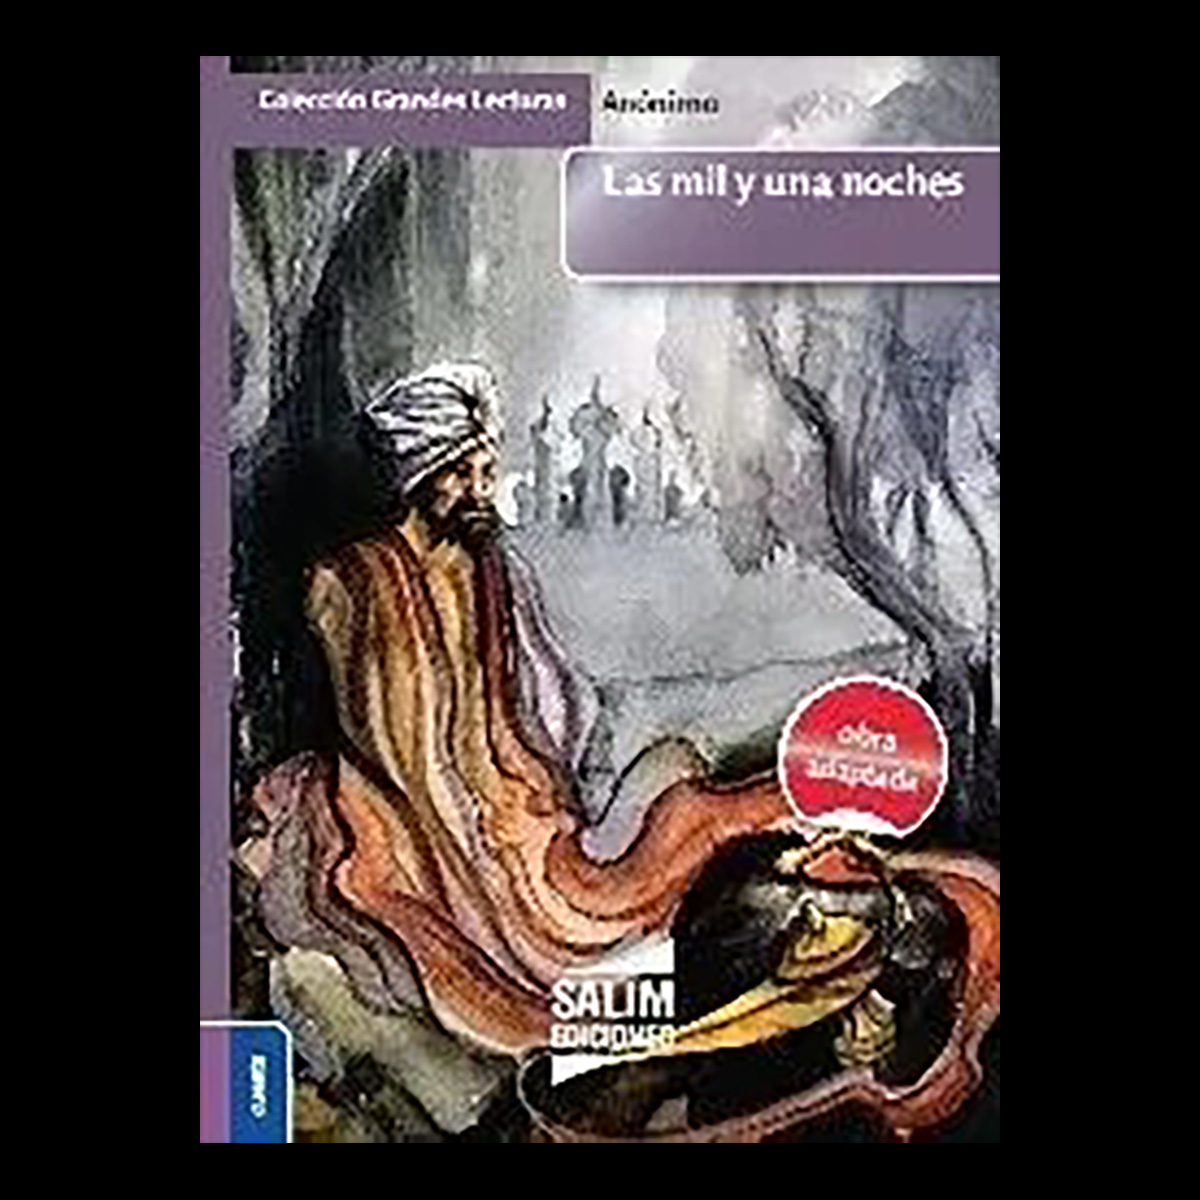 Colección Grandes Lecturas
Anónimo
Las mil y una noches
obra
adaptada
SALIM
EDICIONES